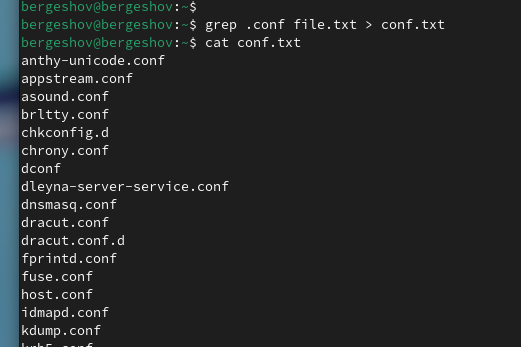 bergeshov@bergeshov:~$
bergeshov@bergeshov:~$ grep .conf file.txt > conf.txt
bergeshov@bergeshov:~$ cat conf.txt
anthy-unicode.conf
appstream.conf
asound.conf
brltty.conf
chkconfig.d
chrony.conf
dconf
dleyna-server-service.conf
dnsmasq.conf
dracut.conf
dracut.conf.d
fprintd.conf
fuse.conf
host.conf
idmapd.conf
kdump.conf
krb5.conf